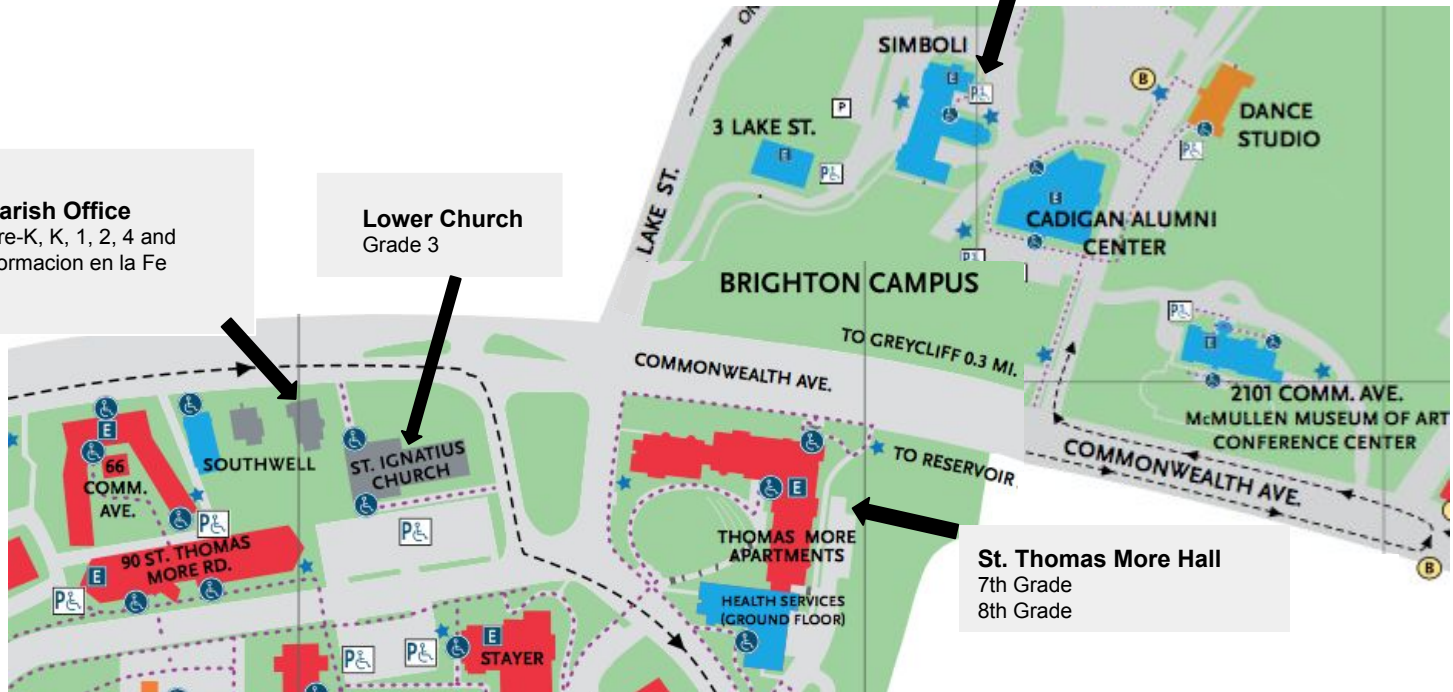 ON
SIMBOLI
E
P
B
DANCE
STUDIO
P
3 LAKE ST.
P
E
P
LAKE ST.
E
CADIGAN ALUMNI
CENTER
arish Office
re-K, K, 1, 2, 4 and
ormacion en la Fe
Lower Church
Grade 3
BRIGHTON CAMPUS
TO GREYCLIFF 0.3 MI.
COMMONWEALTH AVE.
P
E
2101 COMM. AVE.
McMULLEN MUSEUM OF ART
CONFERENCE CENTER
COMMONWEALTH AVE.
B
E
66
COMM.
AVE.
SOUTHWELL
ST. IGNATIUS
CHURCH
TO RESERVOIR
E
P
P
THOMAS MORE
APARTMENTS
St. Thomas More Hall
7th Grade
8th Grade
90 ST. THOMAS
MORE RD.
E
P
HEALTH SERVICES
(GROUND FLOOR)
P
P
E
STAYER